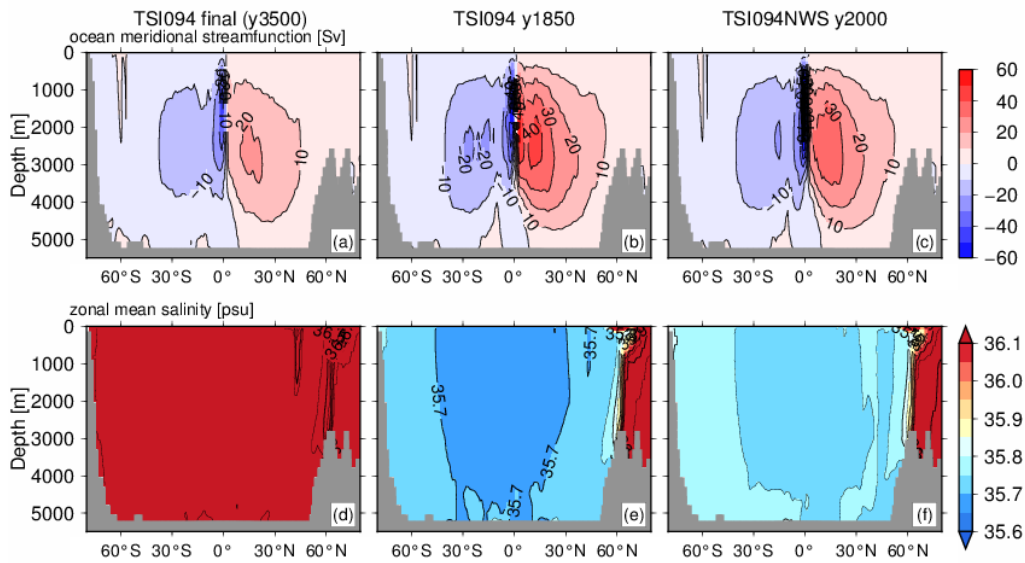 TSI094 final (y3500) TSI094 y1850 TSI094NWS y2000
ocean meridional streamfunction [Sv]
0
1000
2000
3000
4000
5000
Depth [m]
−10 −10 20 10 (a)
−10 −20 −20 −10 −10 40 30 20 10 (b)
−10 −10 30 20 10 10 (c)
60
40
20
0
−20
−40
−60
60°S 30°S 0° 30°N 60°N 60°S 30°S 0° 30°N 60°N 60°S 30°S 0° 30°N 60°N
zonal mean salinity [psu]
0
1000
2000
3000
4000
5000
Depth [m]
(d)
35.7 35.7 35.7 35.7 (e)
(f)
36.1
36.0
35.9
35.8
35.7
35.6
60°S 30°S 0° 30°N 60°N 60°S 30°S 0° 30°N 60°N 60°S 30°S 0° 30°N 60°N